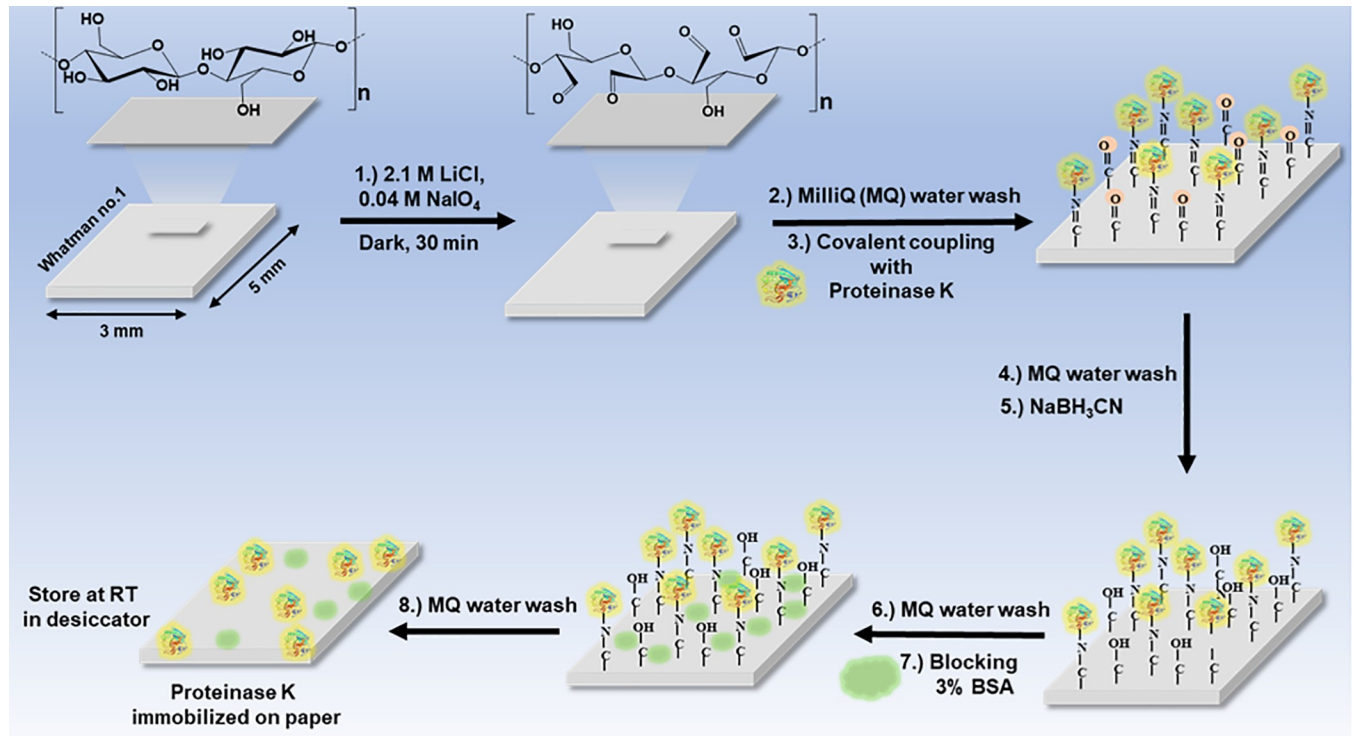 HO
O
OH
HO
O
HO
OH
O
O
OH
n
HO
O
O
O
O
O
O
O
O
O
OH
n
Whatman no.1
5 mm
3 mm
1.) 2.1 M LiCl,
0.04 M NaIO₄
Dark, 30 min
2.) MilliQ (MQ) water wash
3.) Covalent coupling
with
Proteinase K
4.) MQ water wash
5.) NaBH₃CN
6.) MQ water wash
7.) Blocking
3% BSA
8.) MQ water wash
Store at RT
in desiccator
Proteinase K
immobilized on paper